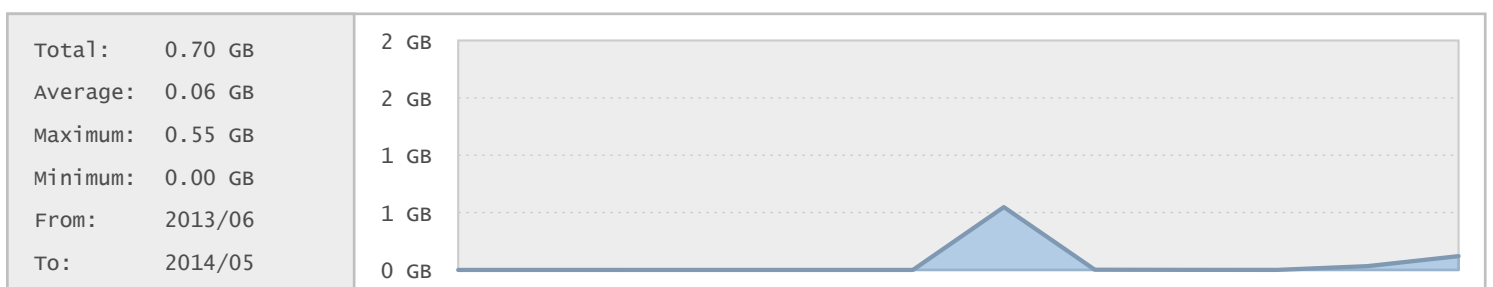 Total: 0.70 GB
Average: 0.06 GB
Maximum: 0.55 GB
Minimum: 0.00 GB
From: 2013/06
To: 2014/05
2 GB
2 GB
1 GB
1 GB
0 GB